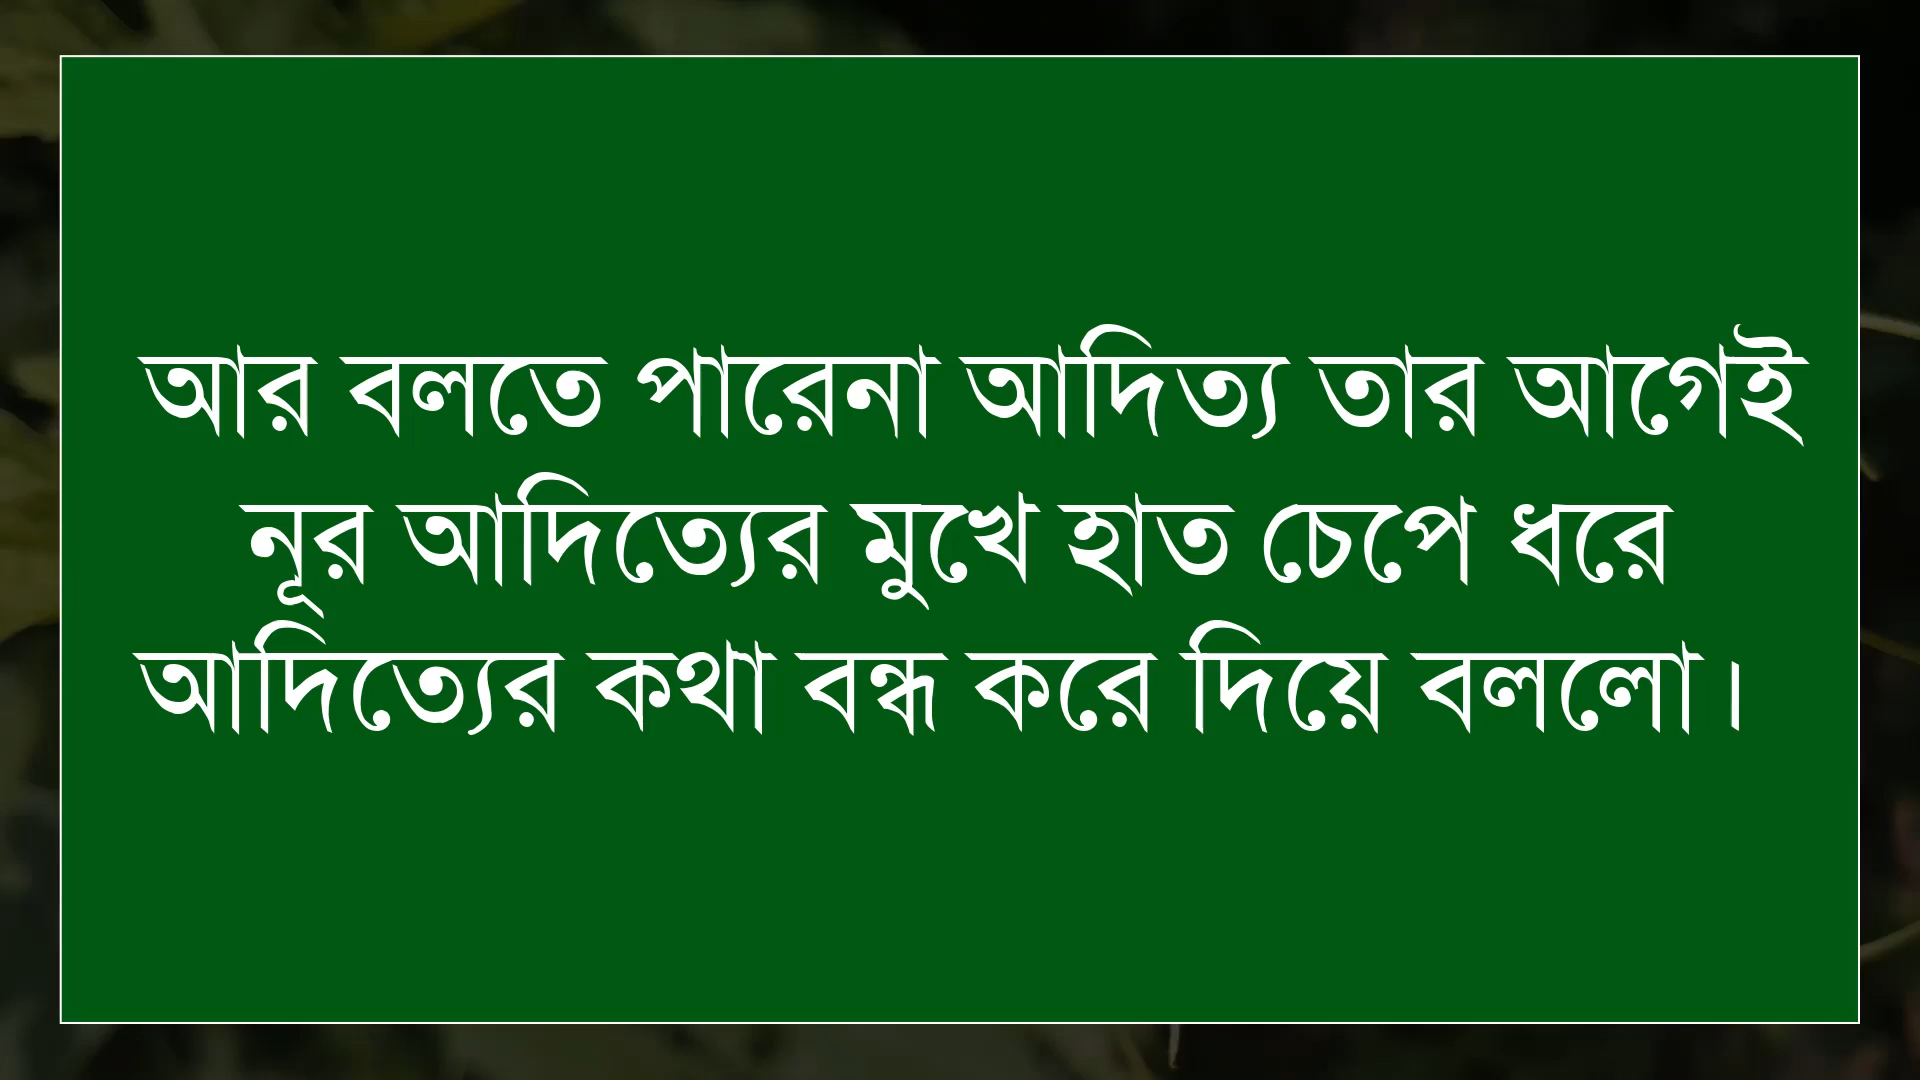 আর বলতে পারেনা আদিত্য তার আগেই
নূর আদিত্যের মুখে হাত চেপে ধরে
আদিত্যের কথা বন্ধ করে দিয়ে বললো।